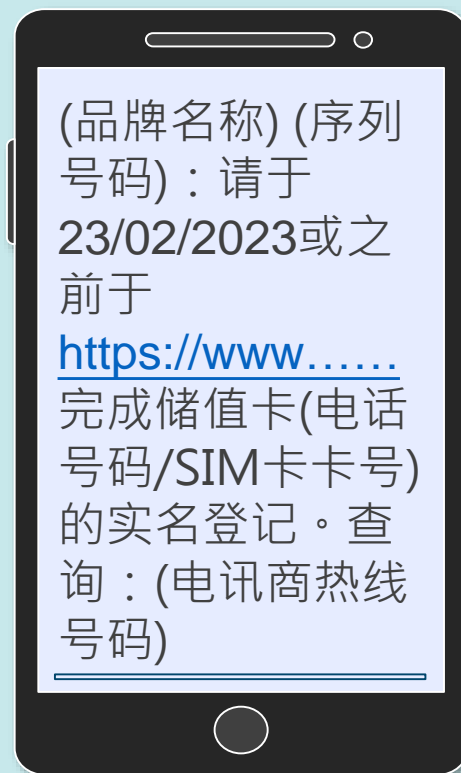 (品牌名称) (序列
号码)：请于
23/02/2023或之
前于
https://www……
完成储值卡(电话
号码/SIM卡卡号)
的实名登记。查
询：(电讯商热线
号码)